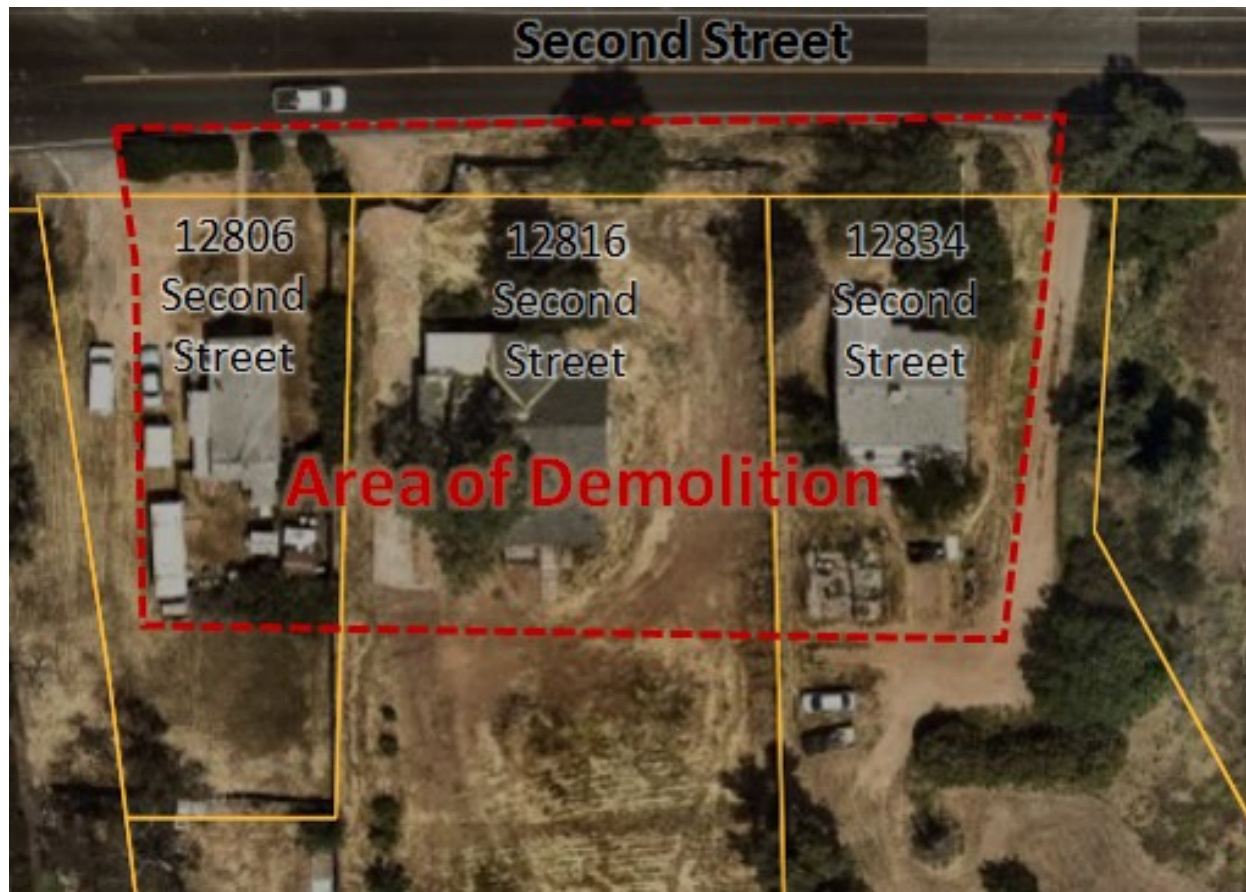 Second Street
12806
Second
Street
12816
Second
Street
12834
Second
Street
Area of Demolition